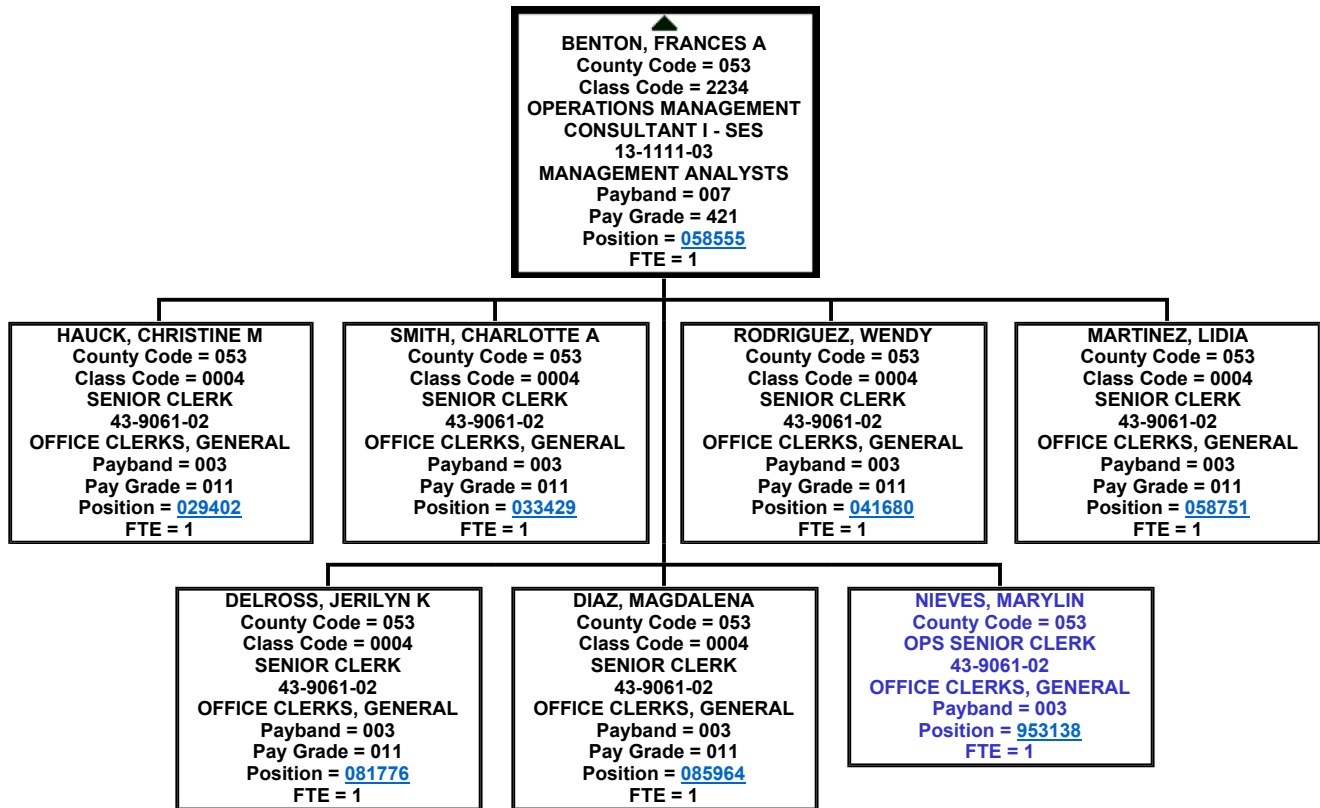 BENTON, FRANCES A
County Code = 053
Class Code = 2234
OPERATIONS MANAGEMENT
CONSULTANT I - SES
13-1111-03
MANAGEMENT ANALYSTS
Payband = 007
Pay Grade = 421
Position = 058555
FTE = 1
HAUCK, CHRISTINE M
County Code = 053
Class Code = 0004
SENIOR CLERK
43-9061-02
OFFICE CLERKS, GENERAL
Payband = 003
Pay Grade = 011
Position = 029402
FTE = 1
SMITH, CHARLOTTE A
County Code = 053
Class Code = 0004
SENIOR CLERK
43-9061-02
OFFICE CLERKS, GENERAL
Payband = 003
Pay Grade = 011
Position = 033429
FTE = 1
RODRIGUEZ, WENDY
County Code = 053
Class Code = 0004
SENIOR CLERK
43-9061-02
OFFICE CLERKS, GENERAL
Payband = 003
Pay Grade = 011
Position = 041680
FTE = 1
MARTINEZ, LIDIA
County Code = 053
Class Code = 0004
SENIOR CLERK
43-9061-02
OFFICE CLERKS, GENERAL
Payband = 003
Pay Grade = 011
Position = 058751
FTE = 1
DELROSS, JERILYN K
County Code = 053
Class Code = 0004
SENIOR CLERK
43-9061-02
OFFICE CLERKS, GENERAL
Payband = 003
Pay Grade = 011
Position = 081776
FTE = 1
DIAZ, MAGDALENA
County Code = 053
Class Code = 0004
SENIOR CLERK
43-9061-02
OFFICE CLERKS, GENERAL
Payband = 003
Pay Grade = 011
Position = 085964
FTE = 1
NIEVES, MARYLIN
County Code = 053
OPS SENIOR CLERK
43-9061-02
OFFICE CLERKS, GENERAL
Payband = 003
Position = 953138
FTE = 1